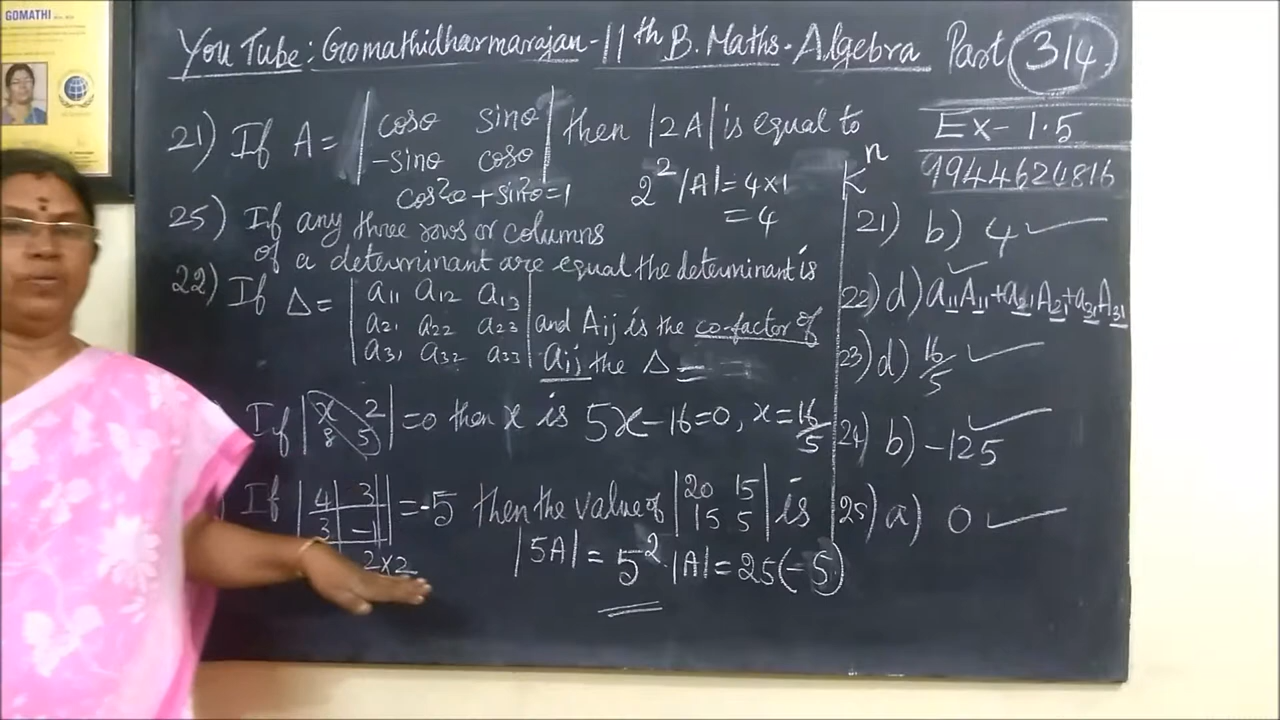 GOMATHI
You Tube: Gomathidharmarajan-11th B. Maths-Algebra Part 314
Ex-1.5
9944624816
21) If A = | cosθ sinθ | then |2A| is equal to
| -sinθ cosθ |
cos²θ + sin²θ = 1
2² |A| = 4×1
= 4
Kⁿ
25) If any three rows or columns
of a determinant are equal the determinant is
22) If Δ = | a11 a12 a13 |
| a21 a22 a23 | and Aij is the co-factor of
| a31 a32 a33 | aij the Δ =
If | x 2 | = 0 then x is 5x-16=0, x=16/5
| 8 5 |
If | 4 3 | = -5 then the value of | 20 15 | is
| 3 -1 | | 15 5 |
2×2
|5A| = 5².|A| = 25(-5)
21) b) 4
22) d) a11A11+a21A21+a31A31
23) d) 16/5
24) b) -125
25) a) 0